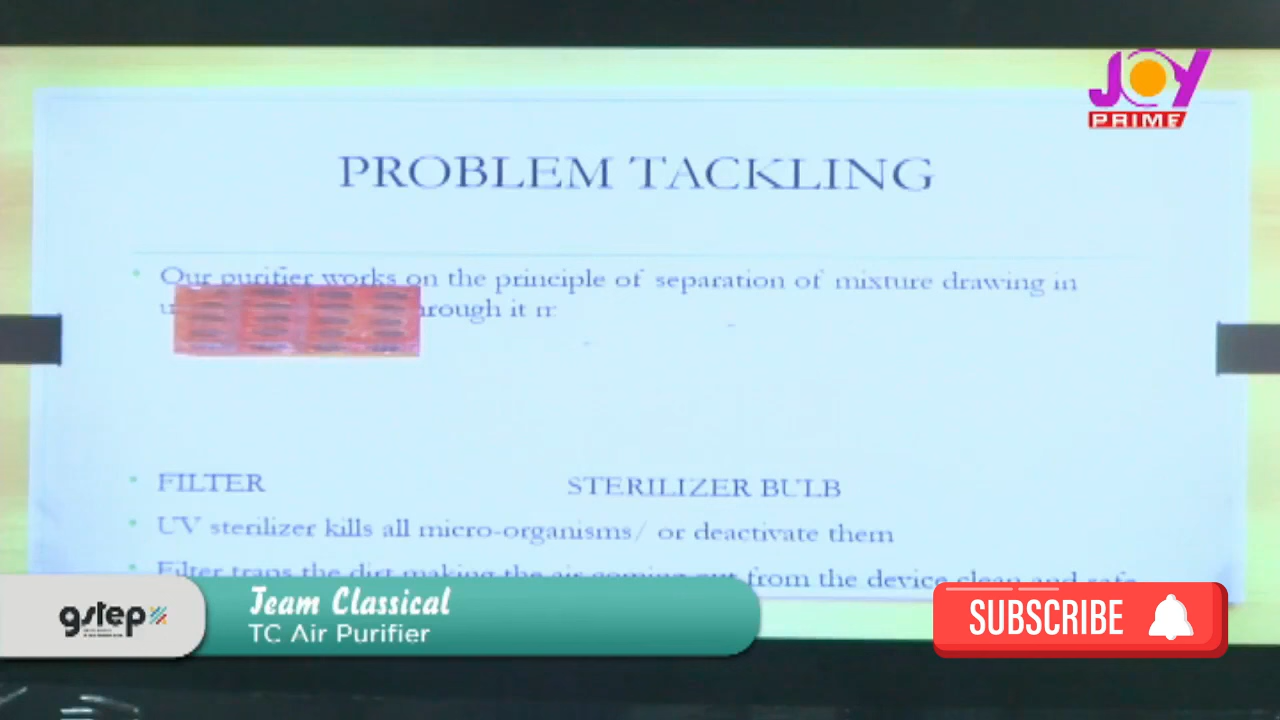 JOY
PRIME
PROBLEM TACKLING
Our purifier works on the principle of separation of mixture drawing in
through it
FILTER
STERILIZER BULB
UV sterilizer kills all micro-organisms/ or deactivate them
Filter traps the dirt making the air coming out from the device clean and safe
gstep
Team Classical
TC Air Purifier
SUBSCRIBE